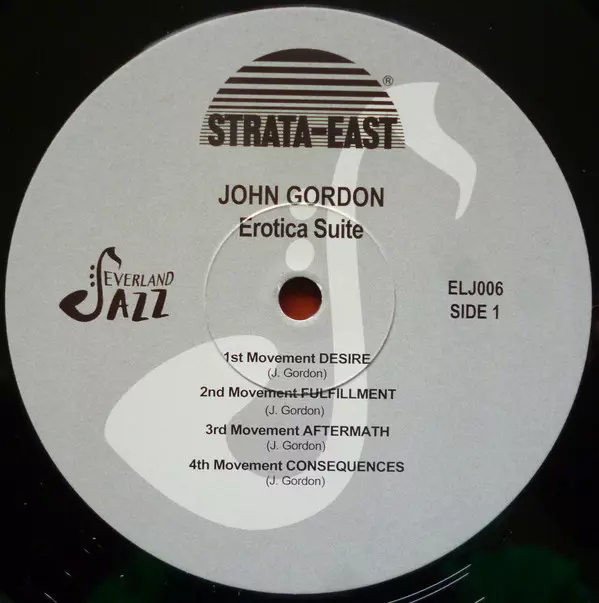 ®
STRATA-EAST
JOHN GORDON
Erotica Suite
EVERLAND
JAZZ
ELJ006
SIDE 1
1st Movement DESIRE
(J. Gordon)
2nd Movement FULFILLMENT
(J. Gordon)
3rd Movement AFTERMATH
(J. Gordon)
4th Movement CONSEQUENCES
(J. Gordon)